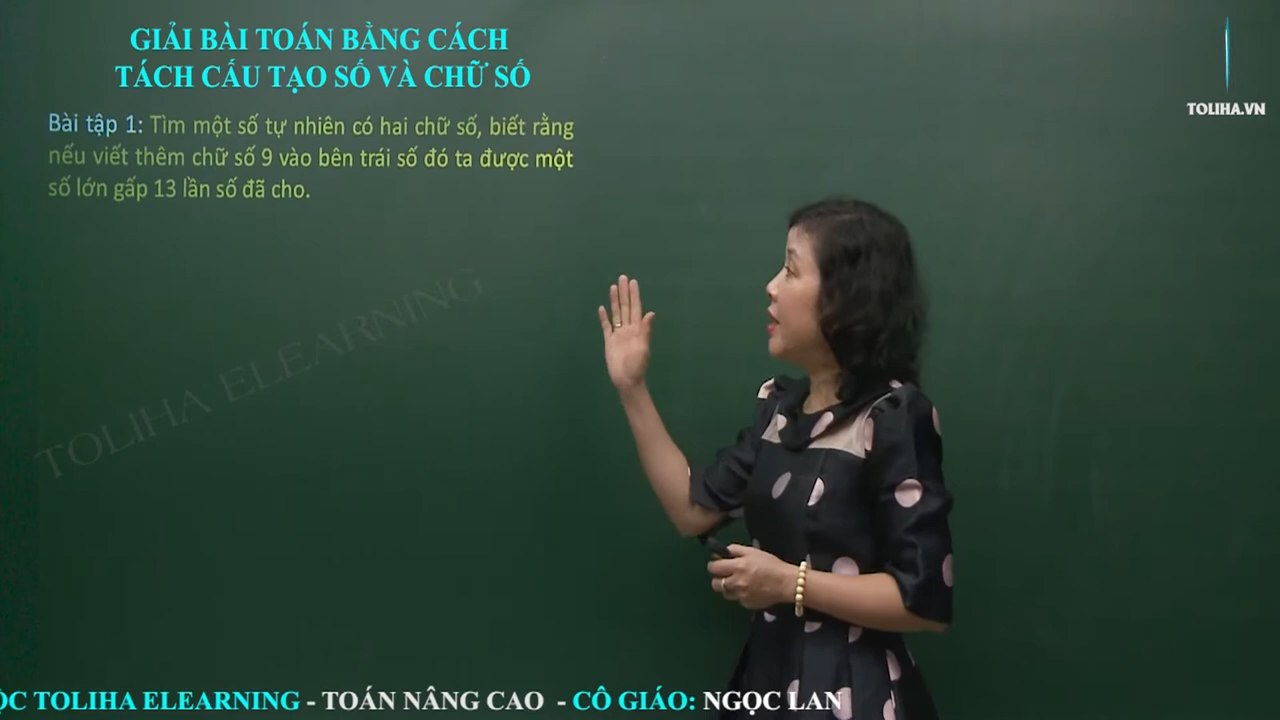 GIẢI BÀI TOÁN BẰNG CÁCH
TÁCH CẤU TẠO SỐ VÀ CHỮ SỐ
Bài tập 1: Tìm một số tự nhiên có hai chữ số, biết rằng
nếu viết thêm chữ số 9 vào bên trái số đó ta được một
số lớn gấp 13 lần số đã cho.
TOLIHA.VN
TOLIHA ELEARNING
TOLIHA ELEARNING - TOÁN NÂNG CAO - CÔ GIÁO: NGỌC LAN